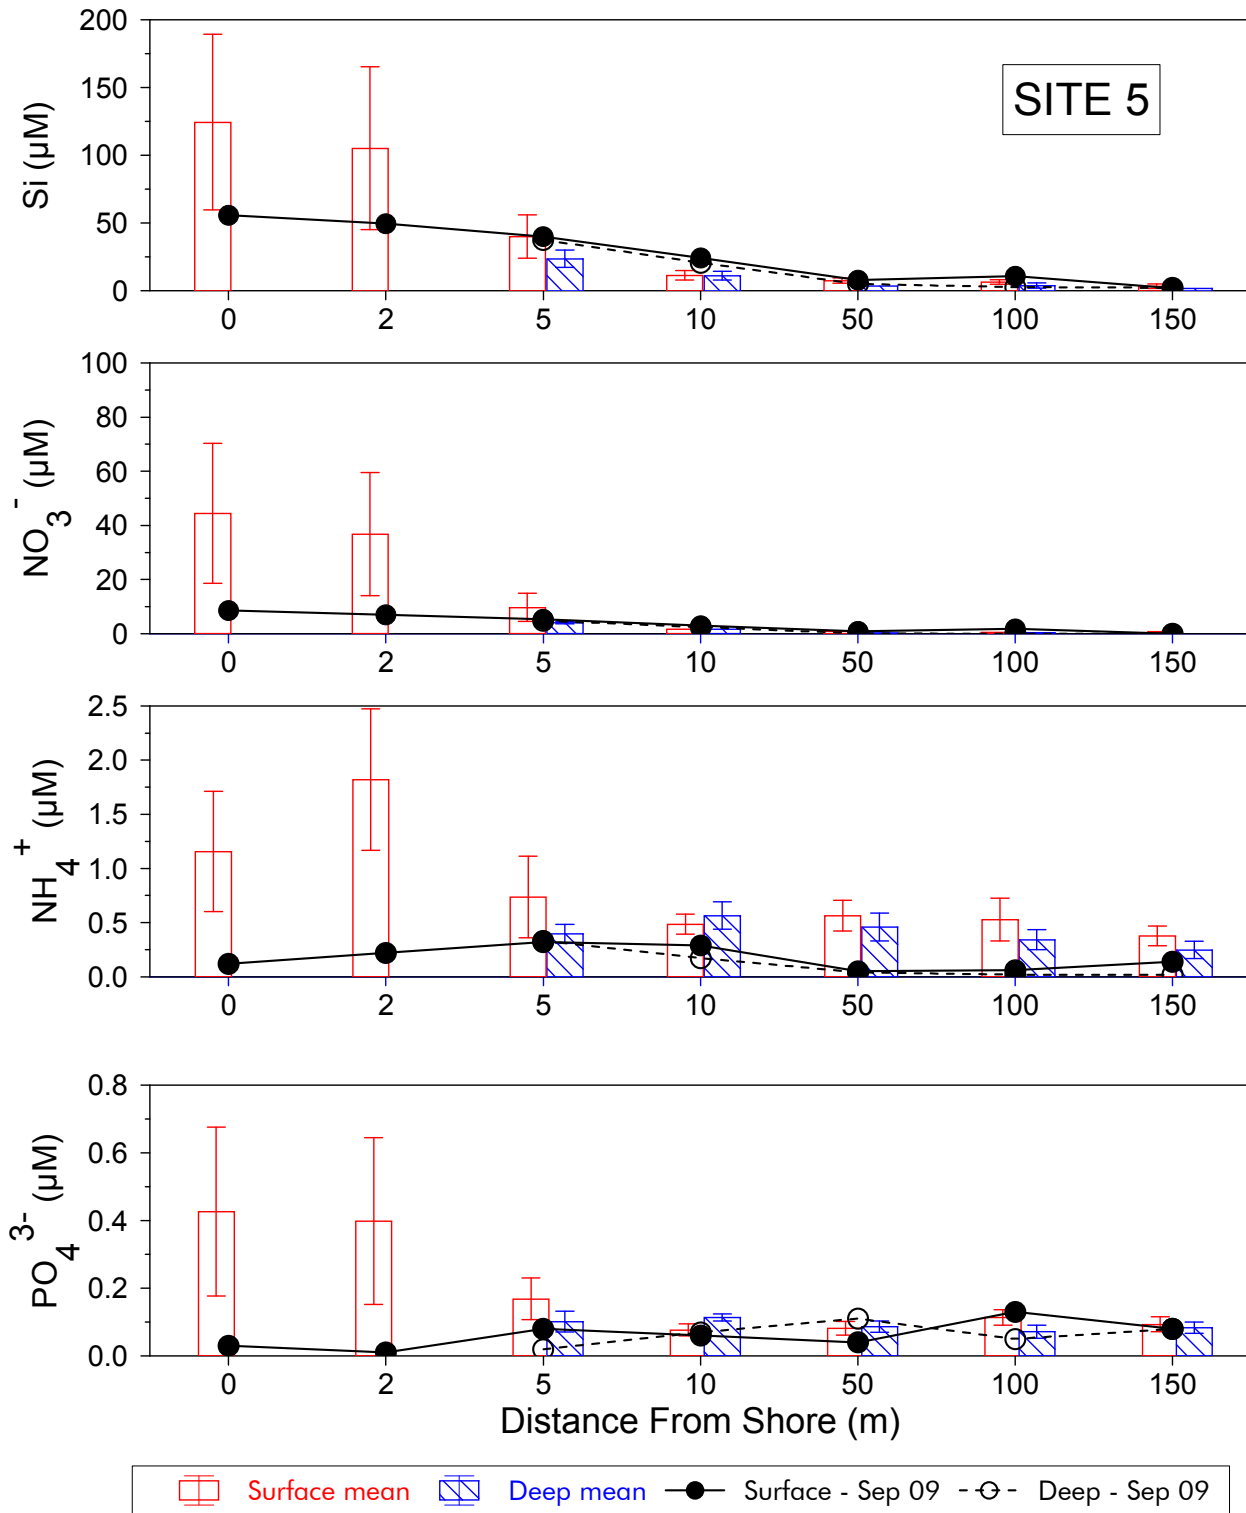 SITE 5
Si (µM)
200
150
100
50
0
0 2 5 10 50 100 150
NO3- (µM)
100
80
60
40
20
0
0 2 5 10 50 100 150
NH4+ (µM)
2.5
2.0
1.5
1.0
0.5
0.0
0 2 5 10 50 100 150
PO43- (µM)
0.8
0.6
0.4
0.2
0.0
0 2 5 10 50 100 150
Distance From Shore (m)
Surface mean Deep mean Surface - Sep 09 Deep - Sep 09